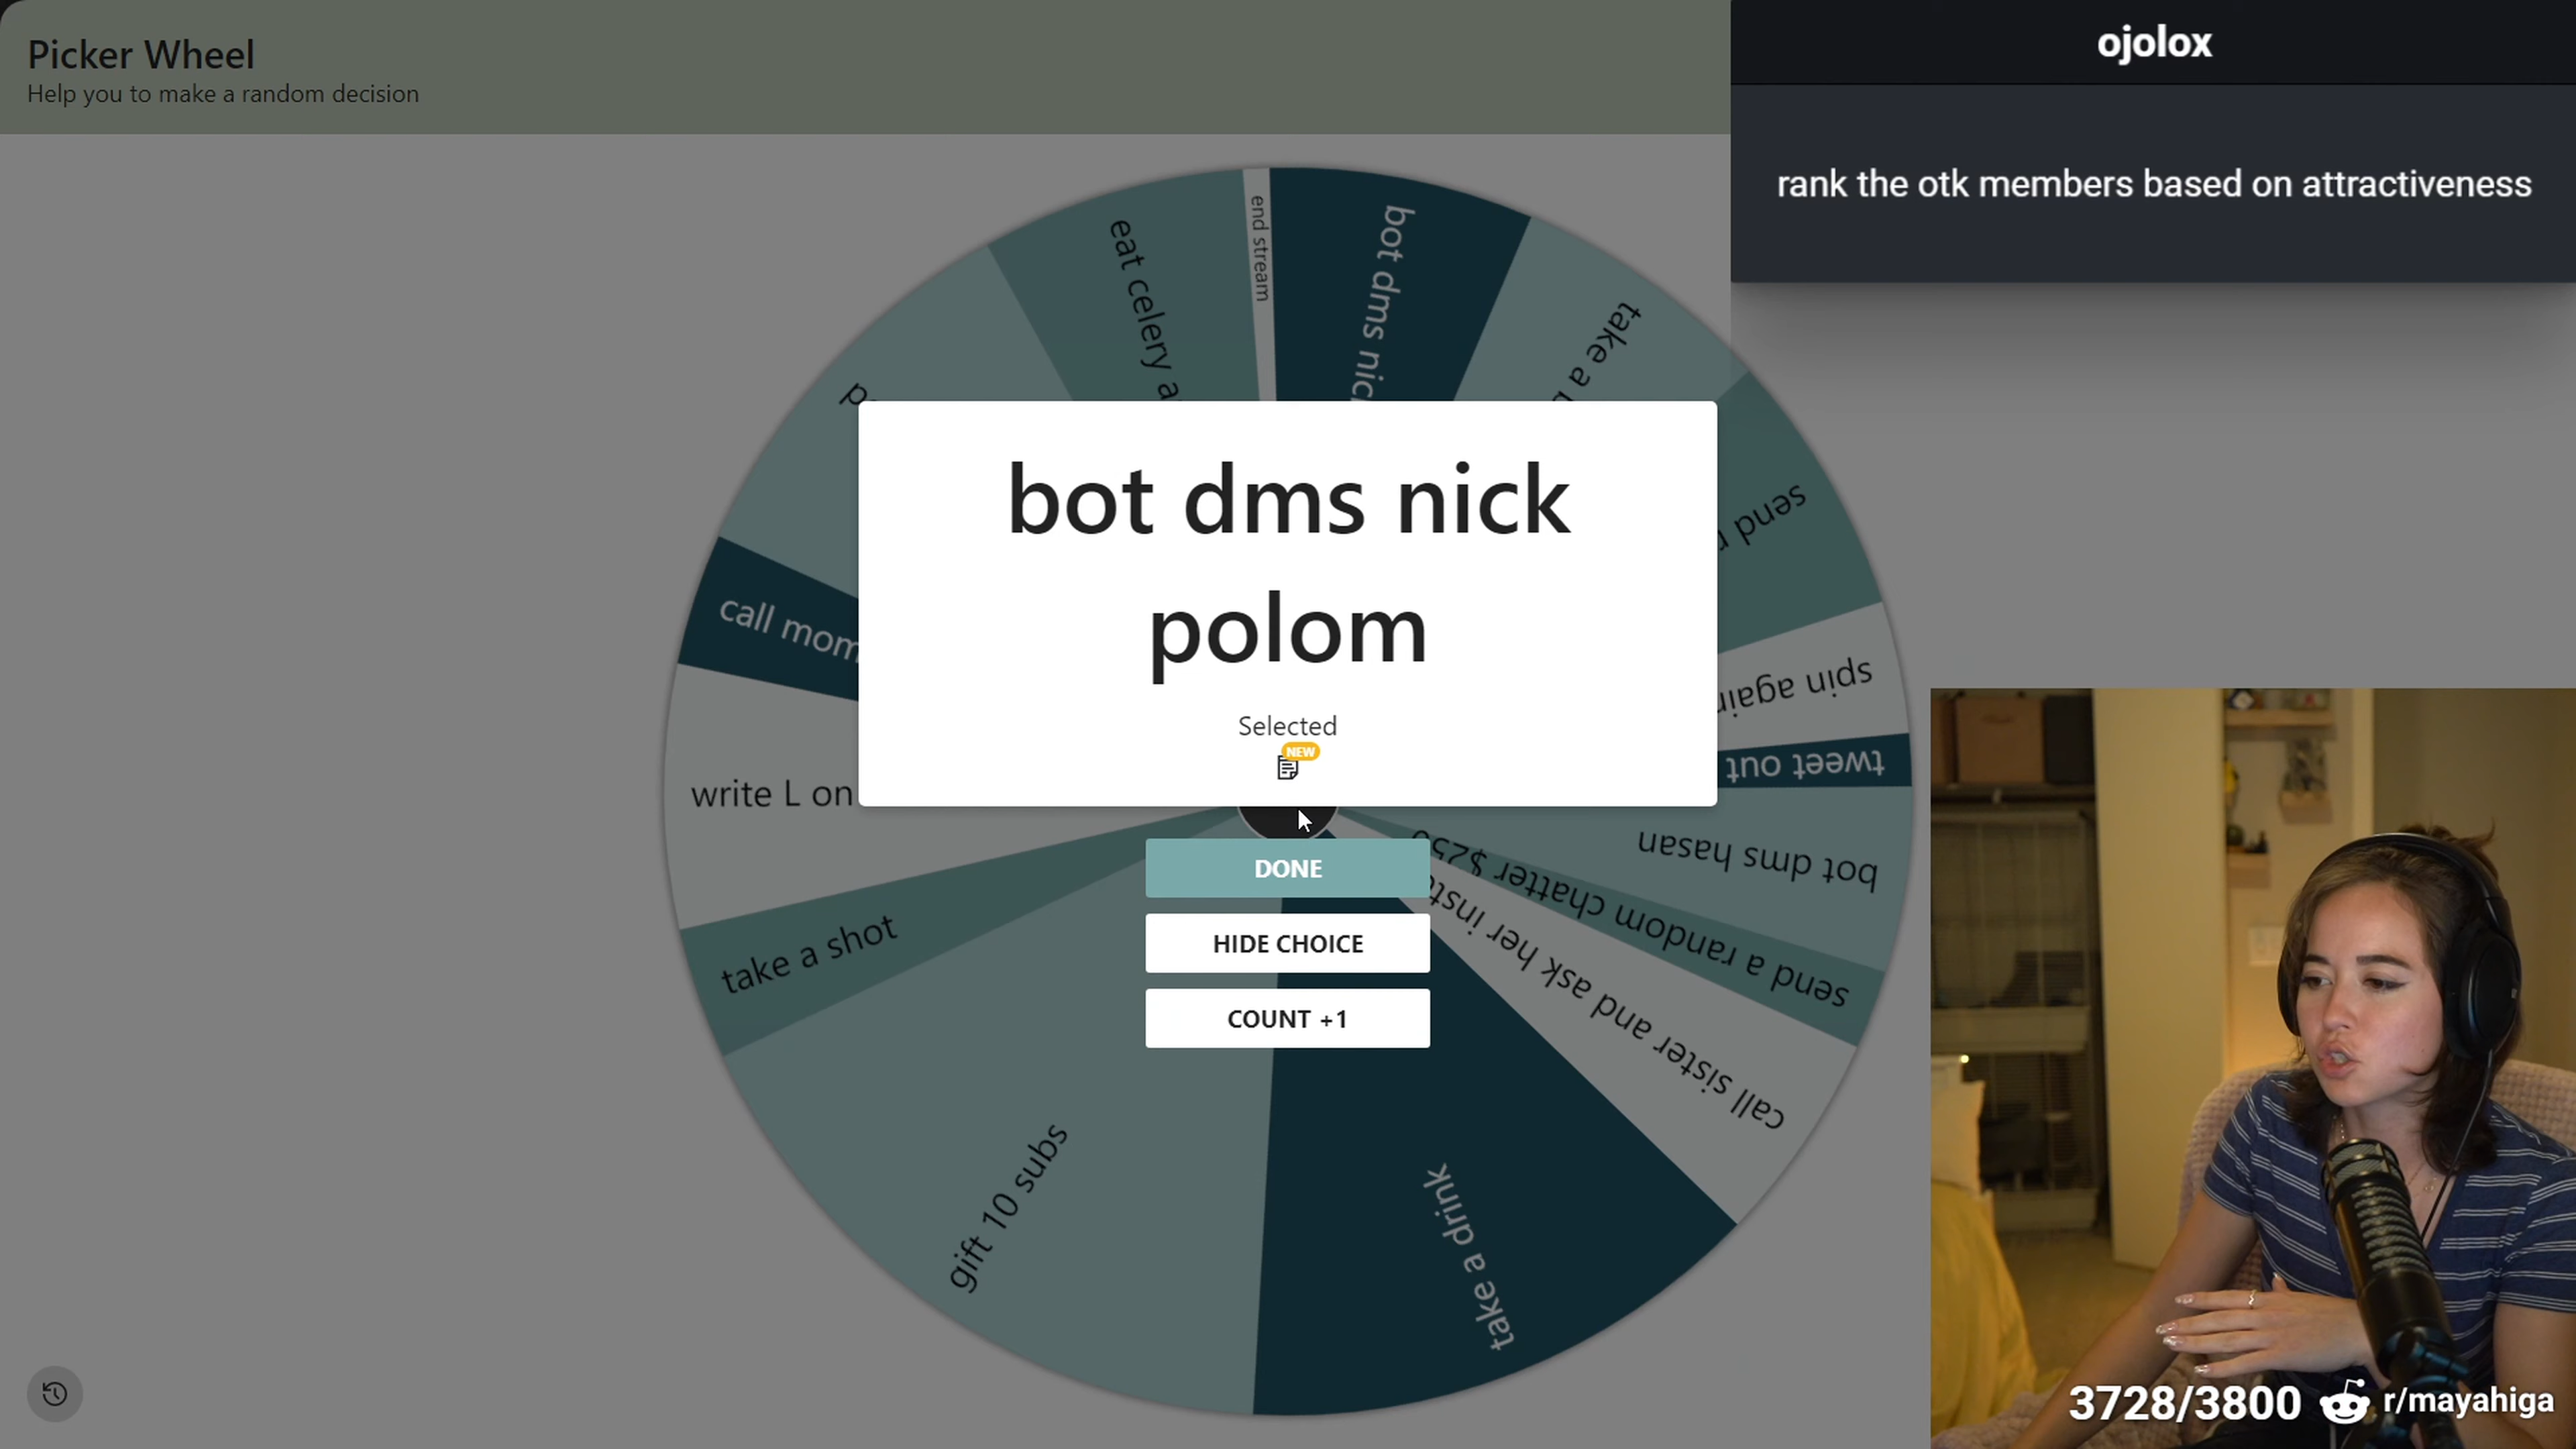 Picker Wheel
Help you to make a random decision
ojolox
rank the otk members based on attractiveness
end stream
bot dms nic
take a
eat celery a
send
call mom
spin again
tweet out
write L on
bot dms hasan
send a random chatter $25
call sister and ask her inst
take a shot
gift 10 subs
take a drink
bot dms nick
polom
Selected
NEW
DONE
HIDE CHOICE
COUNT +1
3728/3800 r/mayahiga